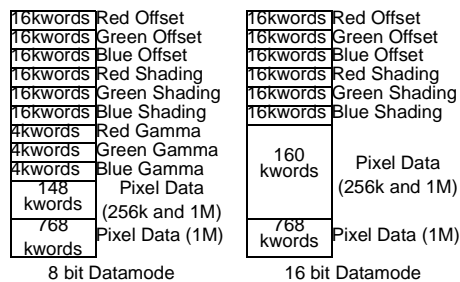 16kwords Red Offset
16kwords Green Offset
16kwords Blue Offset
16kwords Red Shading
16kwords Green Shading
16kwords Blue Shading
4kwords Red Gamma
4kwords Green Gamma
4kwords Blue Gamma
148
kwords
Pixel Data
(256k and 1M)
768
kwords
Pixel Data (1M)
8 bit Datamode
16kwords Red Offset
16kwords Green Offset
16kwords Blue Offset
16kwords Red Shading
16kwords Green Shading
16kwords Blue Shading
160
kwords
Pixel Data
(256k and 1M)
768
kwords
Pixel Data (1M)
16 bit Datamode